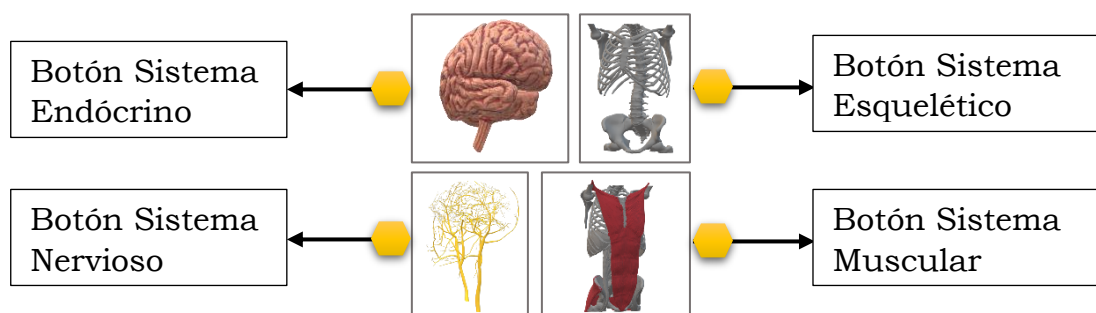 Botón Sistema
Endócrino
Botón Sistema
Esquelético
Botón Sistema
Nervioso
Botón Sistema
Muscular